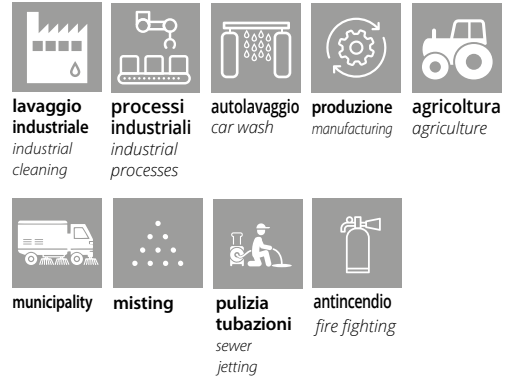 lavaggio
industriale
industrial
cleaning
processi
industriali
industrial
processes
autolavaggio
car wash
produzione
manufacturing
agricoltura
agriculture
municipality
misting
pulizia
tubazioni
sewer
jetting
antincendio
fire fighting